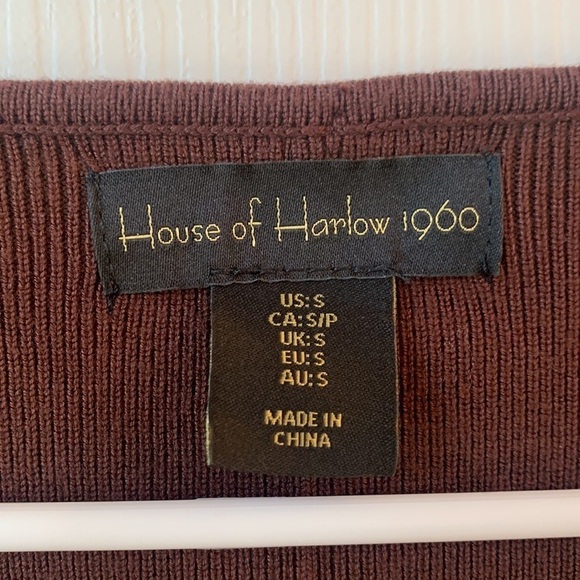 House of Harlow 1960
US: S
CA: S/P
UK: S
EU: S
AU: S
MADE IN
CHINA